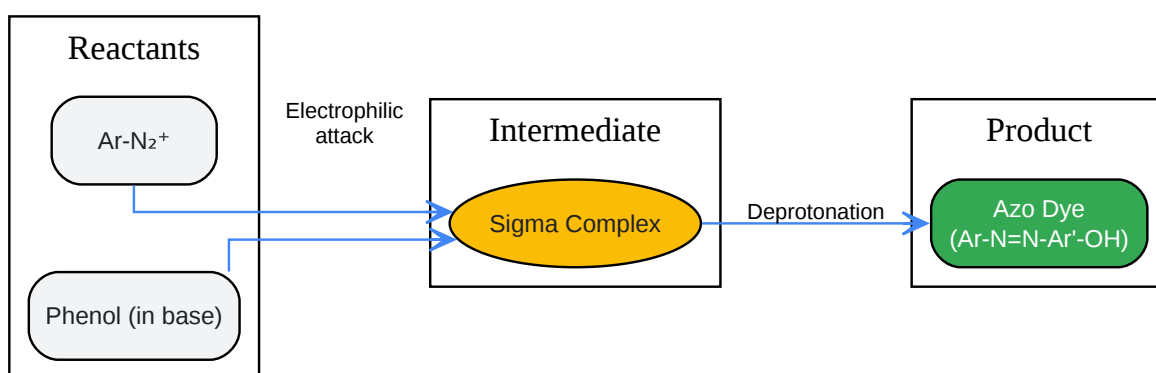 Reactants
Ar-N₂⁺
Phenol (in base)
Electrophilic
attack
Intermediate
Sigma Complex
Deprotonation
Product
Azo Dye
(Ar-N=N-Ar'-OH)